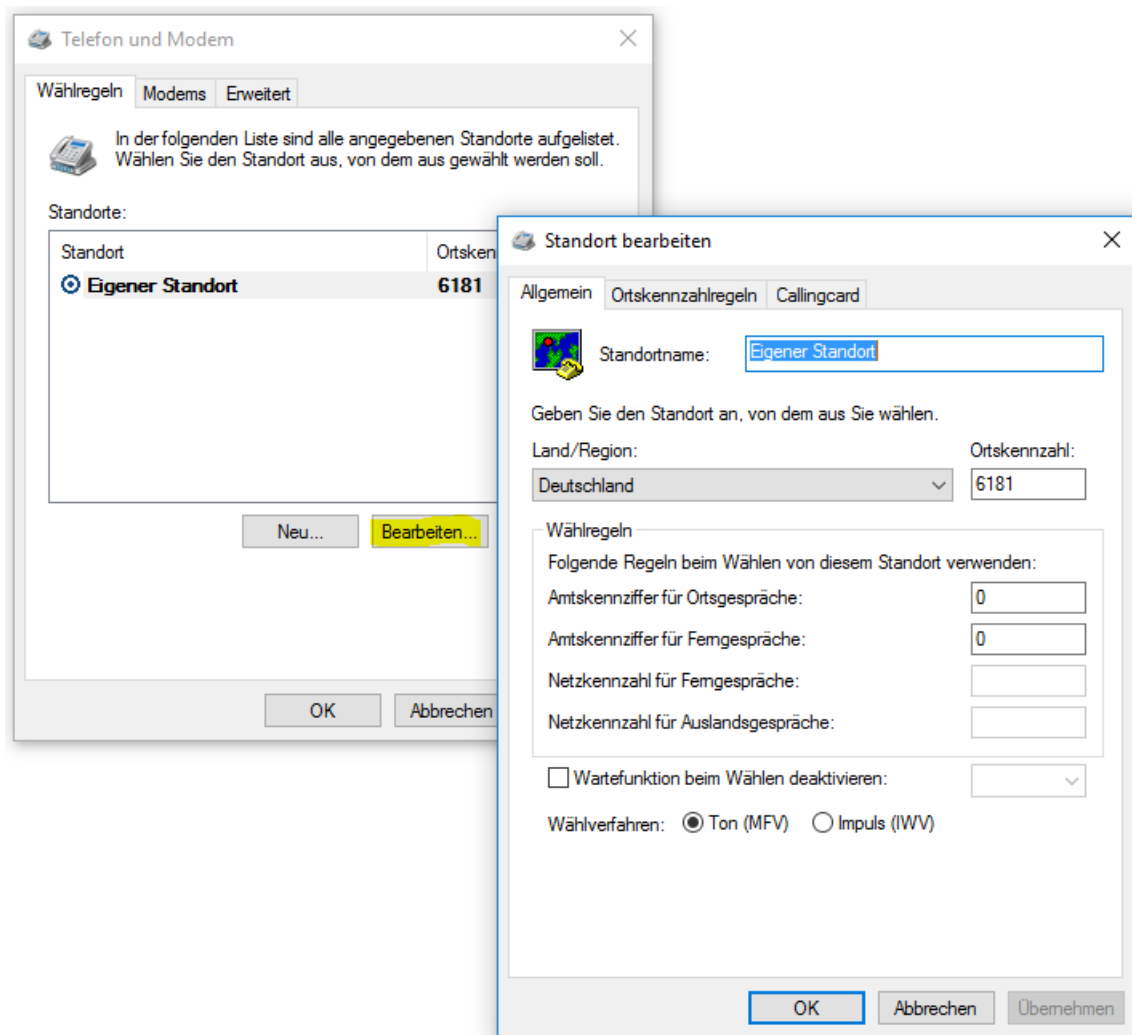 Telefon und Modem
Wählregeln Modems Erweitert
In der folgenden Liste sind alle angegebenen Standorte aufgelistet.
Wählen Sie den Standort aus, von dem aus gewählt werden soll.
Standorte:
Standort Ortsken
Eigener Standort 6181
Neu... Bearbeiten...
OK Abbrechen
Standort bearbeiten
Allgemein Ortskennzahlregeln Callingcard
Standortname: Eigener Standort
Geben Sie den Standort an, von dem aus Sie wählen.
Land/Region: Ortskennzahl:
Deutschland 6181
Wählregeln
Folgende Regeln beim Wählen von diesem Standort verwenden:
Amtskennziffer für Ortsgespräche: 0
Amtskennziffer für Ferngespräche: 0
Netzkennzahl für Ferngespräche:
Netzkennzahl für Auslandsgespräche:
Wartefunktion beim Wählen deaktivieren:
Wählverfahren: Ton (MFV) Impuls (IWV)
OK Abbrechen Übernehmen